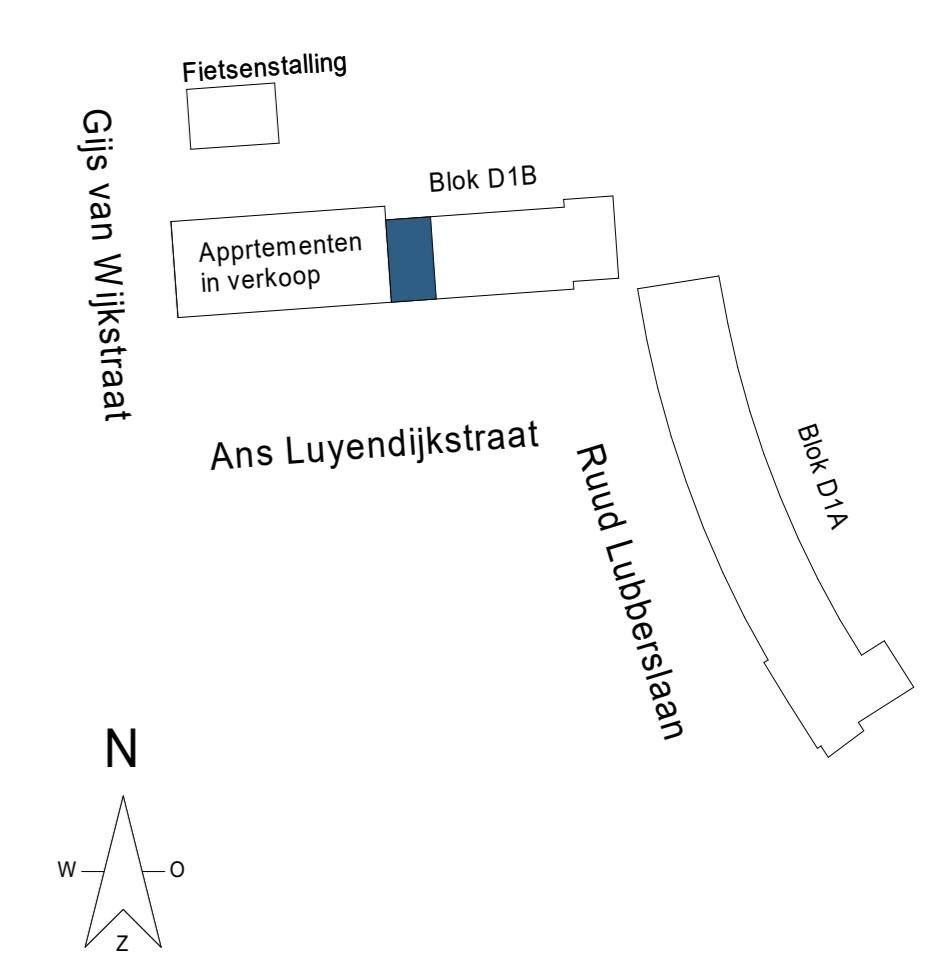 Fietsenstalling
Gijs van Wijkstraat
Blok D1B
Apprtementen
in verkoop
Ans Luyendijkstraat
Ruud Lubberslaan
Blok D1A
N
W
O
Z